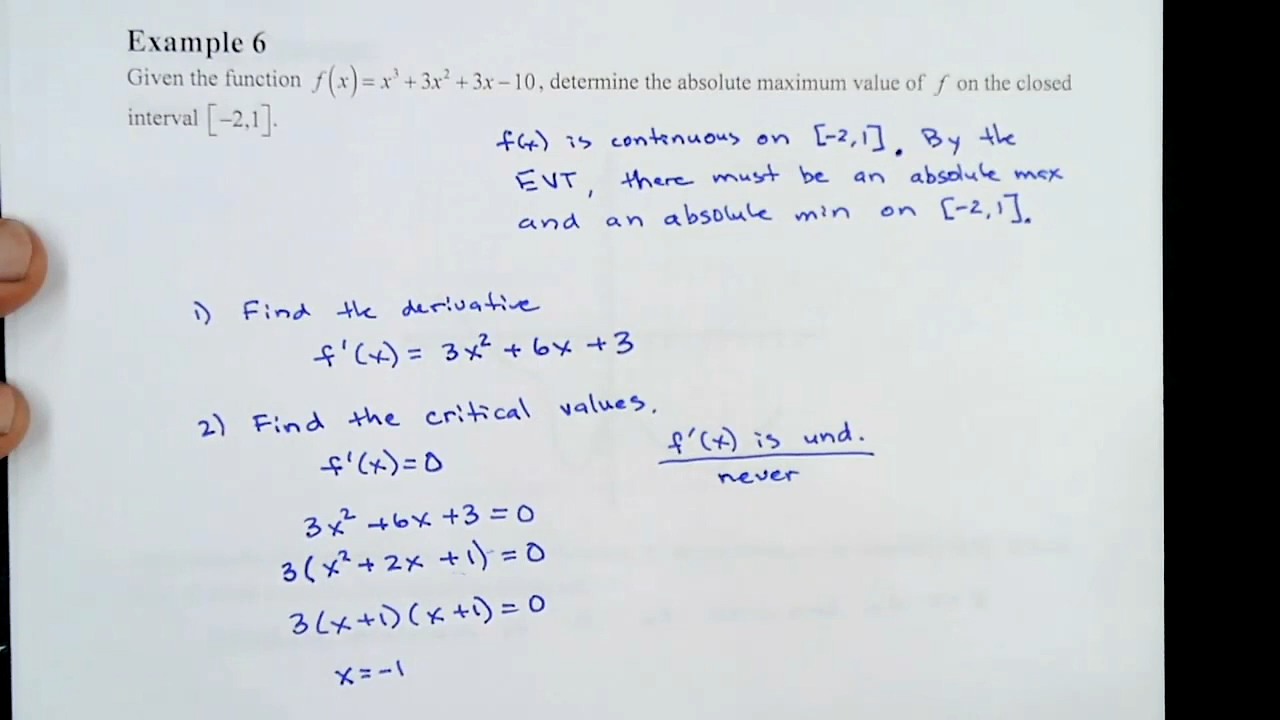 Example 6
Given the function f(x) = x³ + 3x² + 3x − 10, determine the absolute maximum value of f on the closed
interval [−2,1].
f(x) is continuous on [-2,1]. By the
EVT, there must be an absolute max
and an absolute min on [-2,1].
1) Find the derivative
f'(x) = 3x² + 6x + 3
2) Find the critical values.
f'(x) is und.
f'(x)=0
never
3x² + 6x + 3 = 0
3(x² + 2x + 1) = 0
3(x+1)(x+1) = 0
x = -1